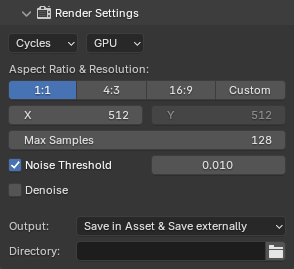 Render Settings
Cycles GPU
Aspect Ratio & Resolution:
1:1 4:3 16:9 Custom
X 512 Y 512
Max Samples 128
Noise Threshold 0.010
Denoise
Output: Save in Asset & Save externally
Directory: